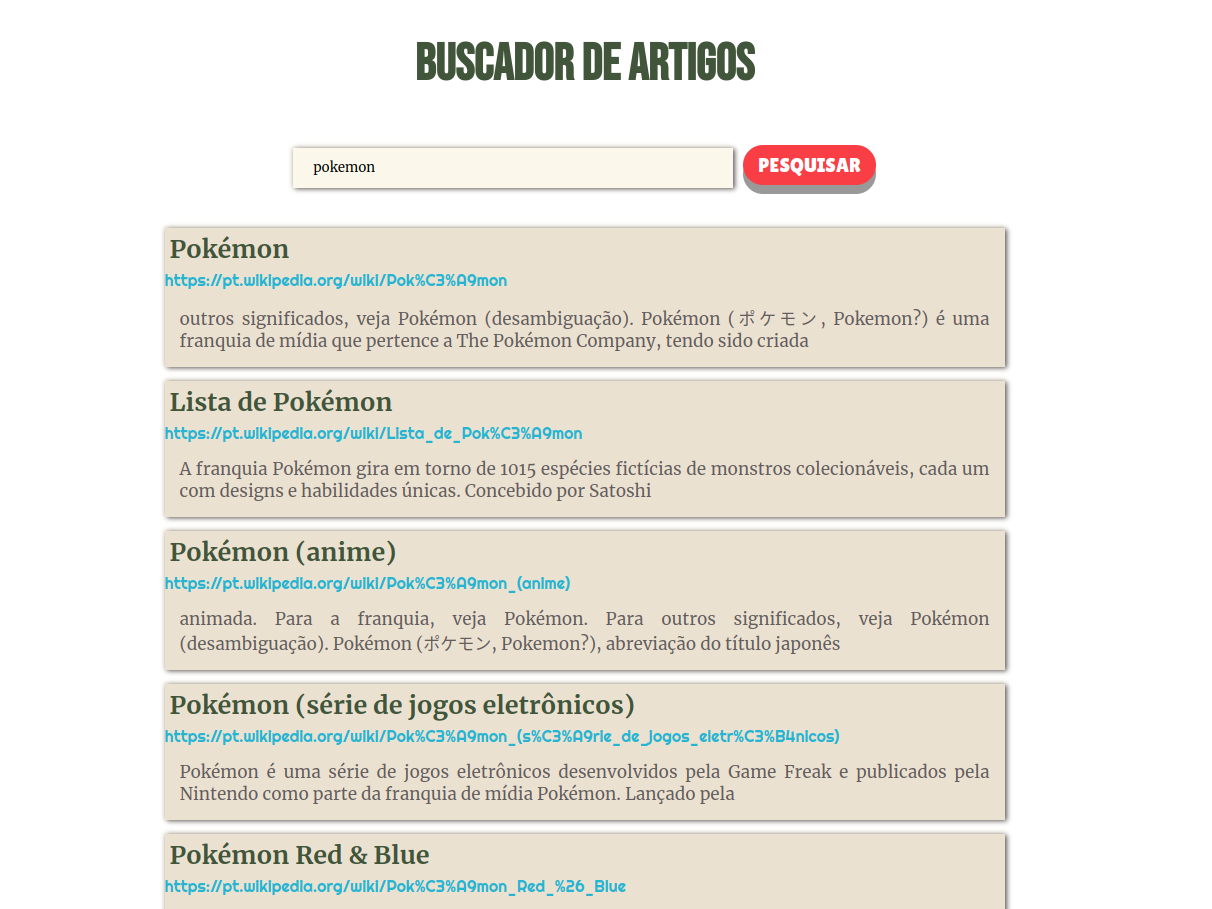 BUSCADOR DE ARTIGOS
pokemon
PESQUISAR
Pokémon
https://pt.wikipedia.org/wiki/Pok%C3%A9mon
outros significados, veja Pokémon (desambiguação). Pokémon (ポケモン, Pokemon?) é uma
franquia de mídia que pertence a The Pokémon Company, tendo sido criada
Lista de Pokémon
https://pt.wikipedia.org/wiki/Lista_de_Pok%C3%A9mon
A franquia Pokémon gira em torno de 1015 espécies fictícias de monstros colecionáveis, cada um
com designs e habilidades únicas. Concebido por Satoshi
Pokémon (anime)
https://pt.wikipedia.org/wiki/Pok%C3%A9mon_(anime)
animada. Para a franquia, veja Pokémon. Para outros significados, veja Pokémon
(desambiguação). Pokémon (ポケモン, Pokemon?), abreviação do título japonês
Pokémon (série de jogos eletrônicos)
https://pt.wikipedia.org/wiki/Pok%C3%A9mon_(s%C3%A9rie_de_jogos_eletr%C3%B4nicos)
Pokémon é uma série de jogos eletrônicos desenvolvidos pela Game Freak e publicados pela
Nintendo como parte da franquia de mídia Pokémon. Lançado pela
Pokémon Red & Blue
https://pt.wikipedia.org/wiki/Pok%C3%A9mon_Red_%26_Blue